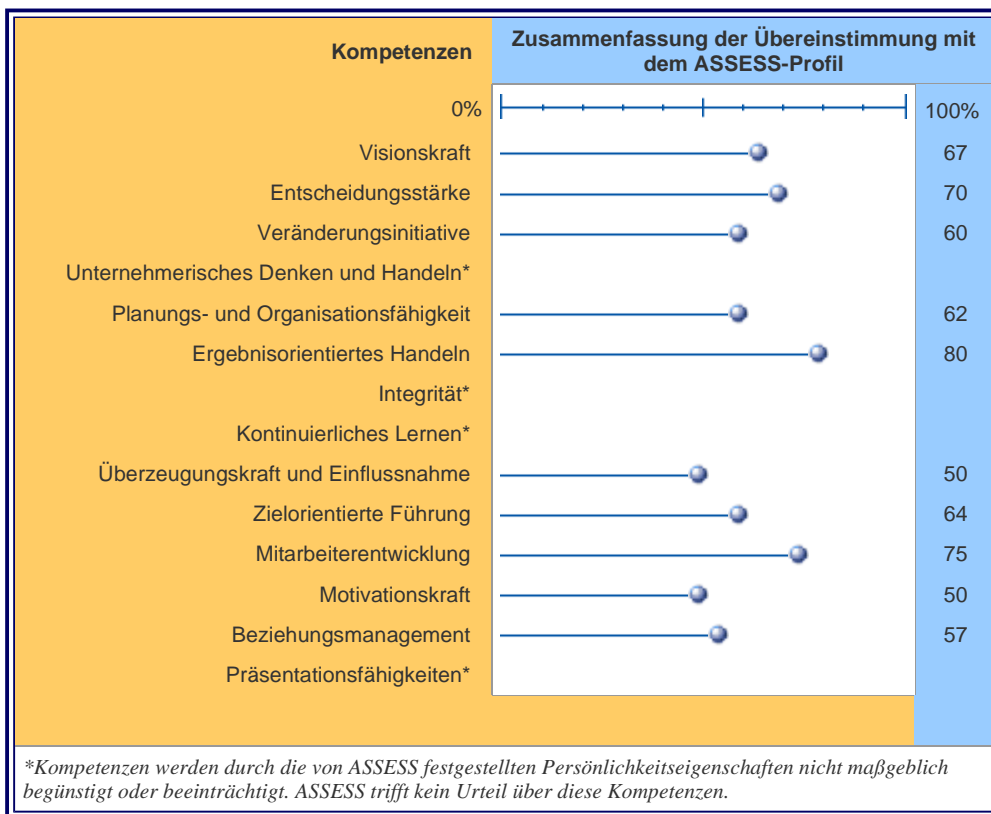 Kompetenzen
Zusammenfassung der Übereinstimmung mit
dem ASSESS-Profil
0% 100%
Visionskraft 67
Entscheidungsstärke 70
Veränderungsinitiative 60
Unternehmerisches Denken und Handeln*
Planungs- und Organisationsfähigkeit 62
Ergebnisorientiertes Handeln 80
Integrität*
Kontinuierliches Lernen*
Überzeugungskraft und Einflussnahme 50
Zielorientierte Führung 64
Mitarbeiterentwicklung 75
Motivationskraft 50
Beziehungsmanagement 57
Präsentationsfähigkeiten*
*Kompetenzen werden durch die von ASSESS festgestellten Persönlichkeitseigenschaften nicht maßgeblich
begünstigt oder beeinträchtigt. ASSESS trifft kein Urteil über diese Kompetenzen.